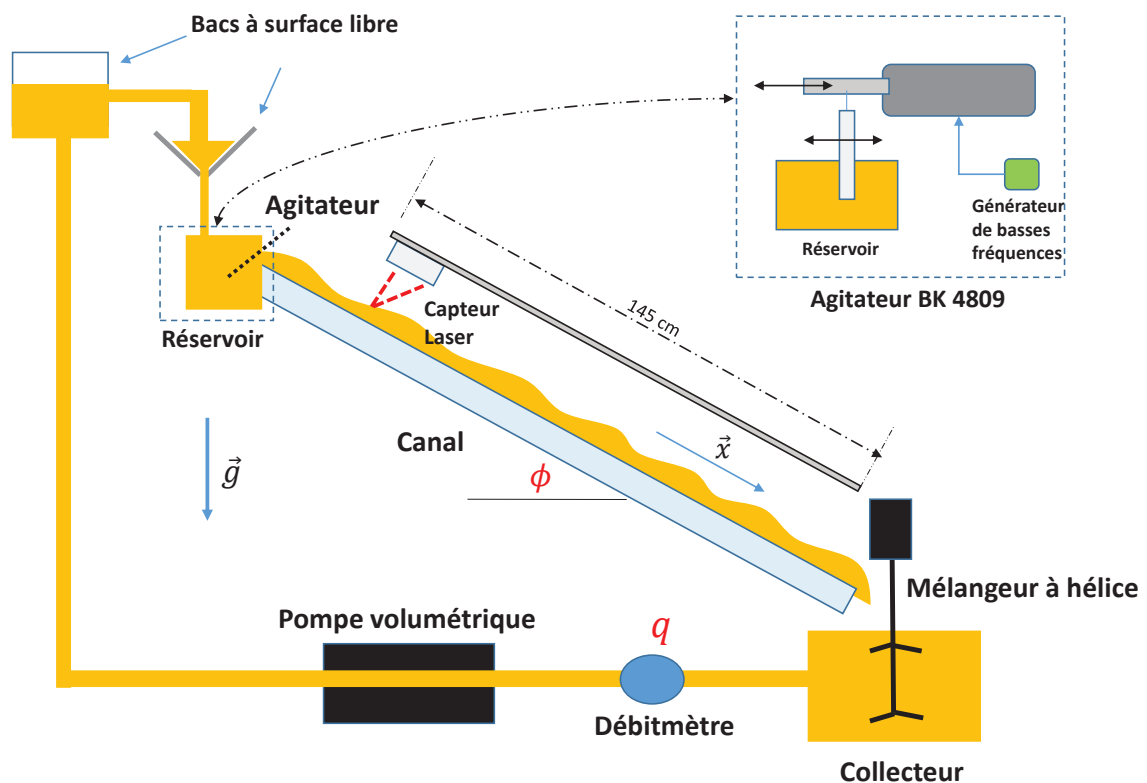 Bacs à surface libre
Agitateur
Réservoir
Capteur
Laser
145 cm
Canal
x⃗
g⃗
ϕ
Générateur
de basses
fréquences
Réservoir
Agitateur BK 4809
Mélangeur à hélice
Pompe volumétrique
q
Débitmètre
Collecteur